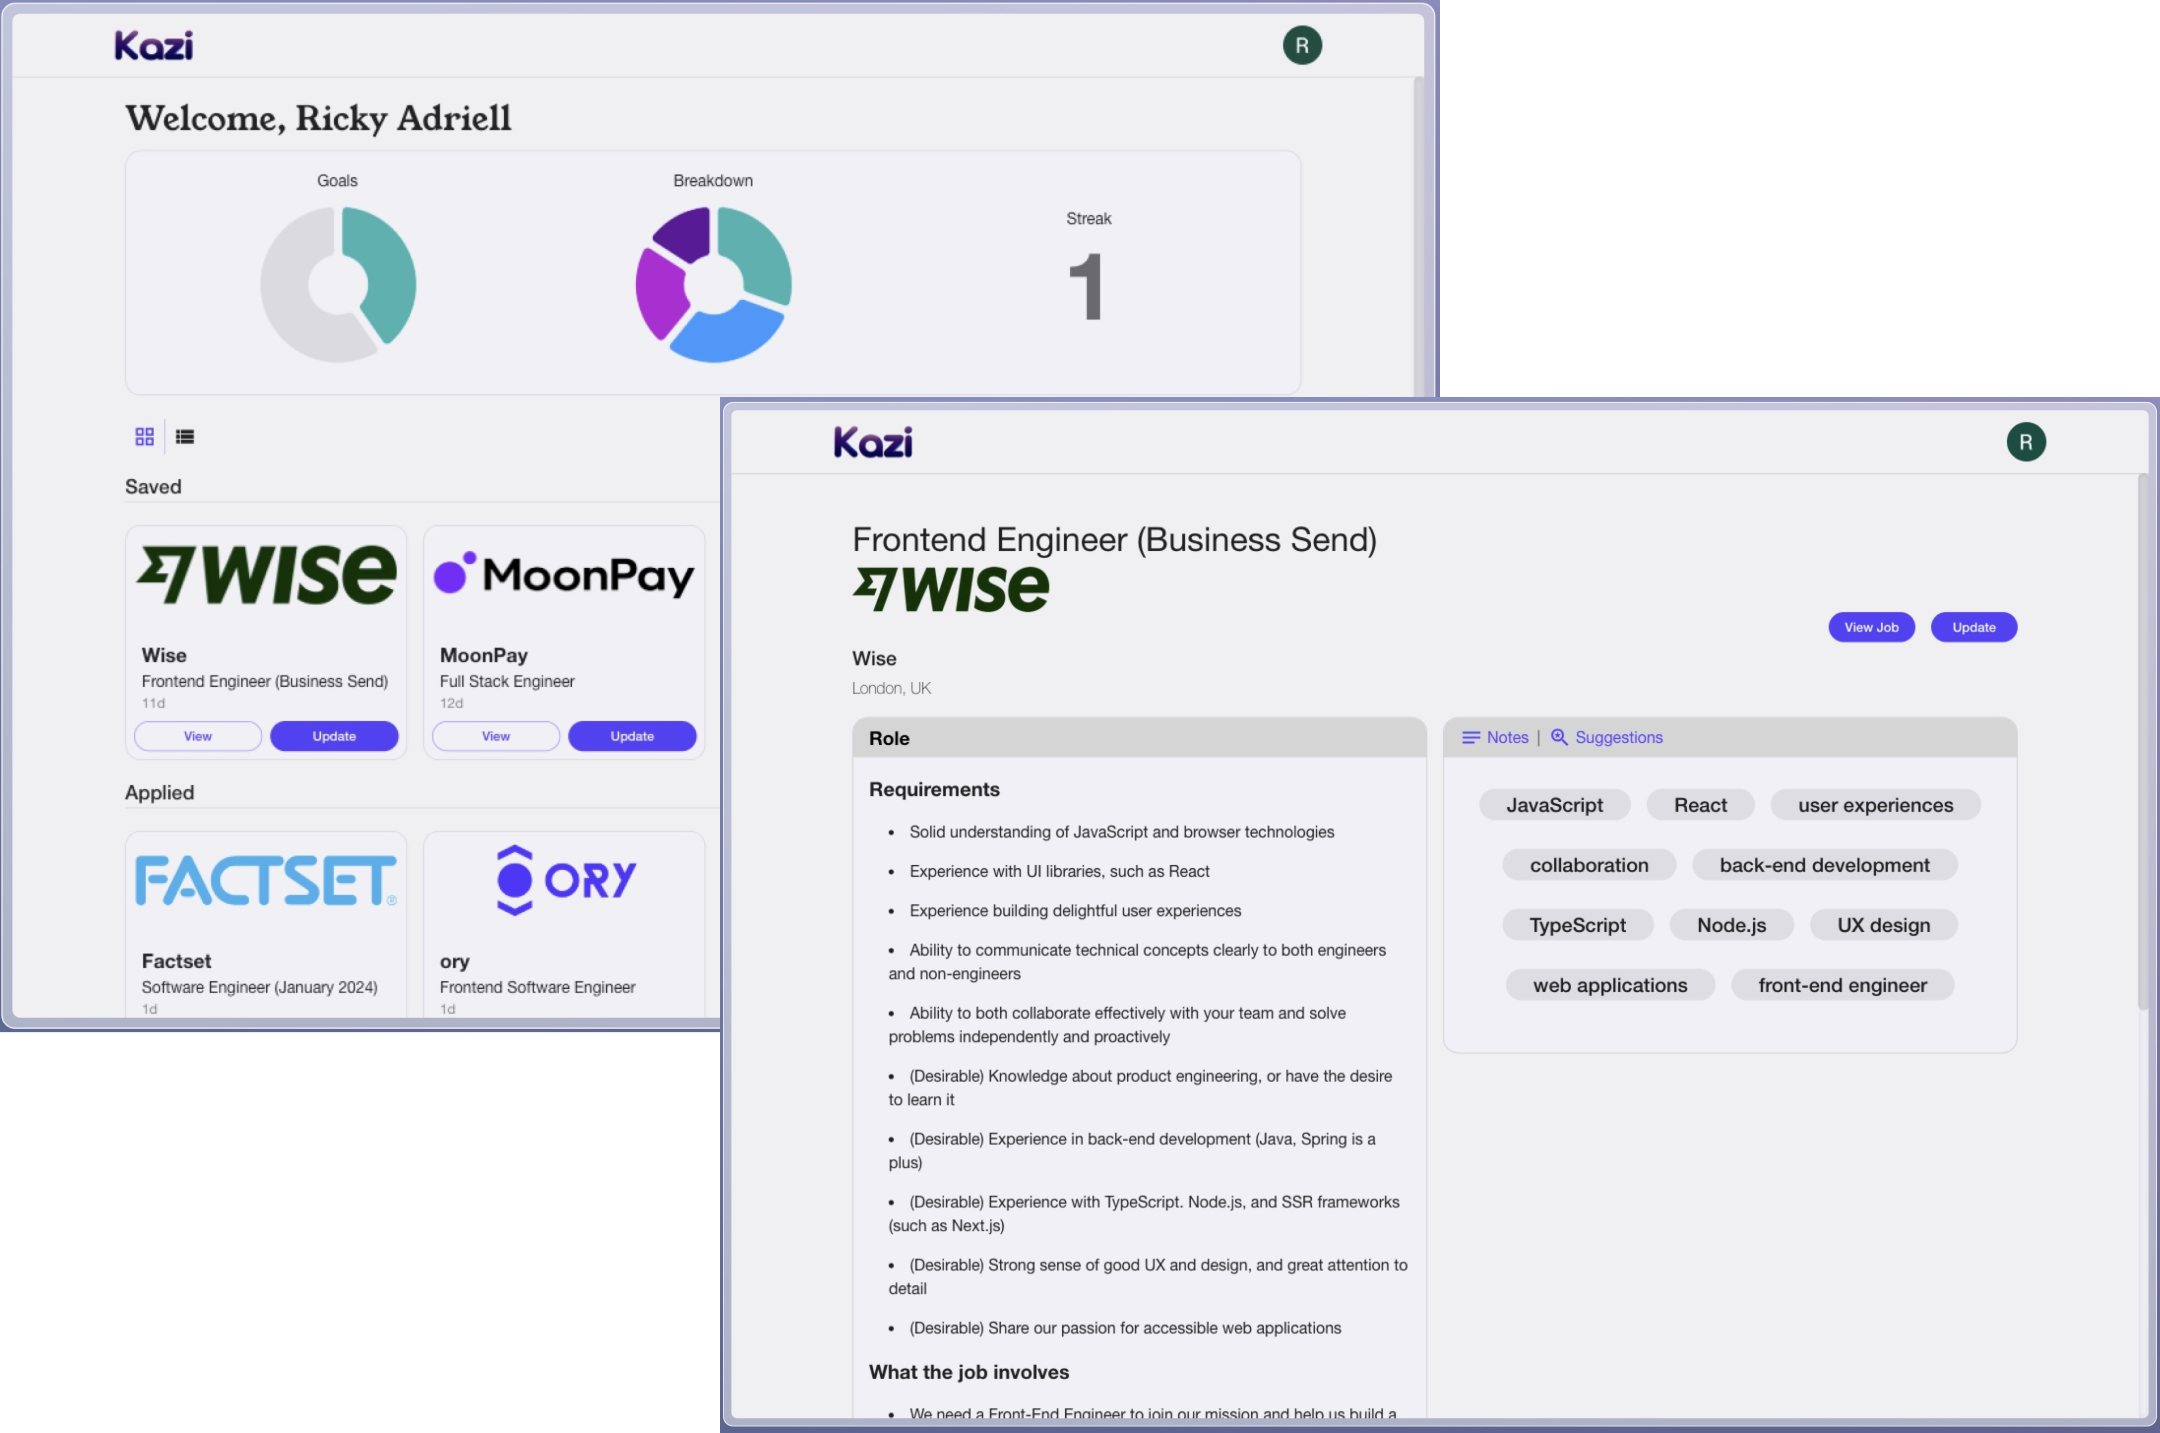 Kazi
R
Welcome, Ricky Adriell
Goals
Breakdown
Streak
1
Saved
WISE
Wise
Frontend Engineer (Business Send)
11d
View
Update
MoonPay
MoonPay
Full Stack Engineer
12d
View
Update
Applied
FACTSET®
Factset
Software Engineer (January 2024)
1d
ORY
ory
Frontend Software Engineer
1d
Kazi
R
Frontend Engineer (Business Send)
WISE
View Job
Update
Wise
London, UK
Role
Requirements
• Solid understanding of JavaScript and browser technologies
• Experience with UI libraries, such as React
• Experience building delightful user experiences
• Ability to communicate technical concepts clearly to both engineers
and non-engineers
• Ability to both collaborate effectively with your team and solve
problems independently and proactively
• (Desirable) Knowledge about product engineering, or have the desire
to learn it
• (Desirable) Experience in back-end development (Java, Spring is a
plus)
• (Desirable) Experience with TypeScript. Node.js, and SSR frameworks
(such as Next.js)
• (Desirable) Strong sense of good UX and design, and great attention to
detail
• (Desirable) Share our passion for accessible web applications
What the job involves
• We need a Front-End Engineer to join our mission and help us build a
Notes | Suggestions
JavaScript
React
user experiences
collaboration
back-end development
TypeScript
Node.js
UX design
web applications
front-end engineer